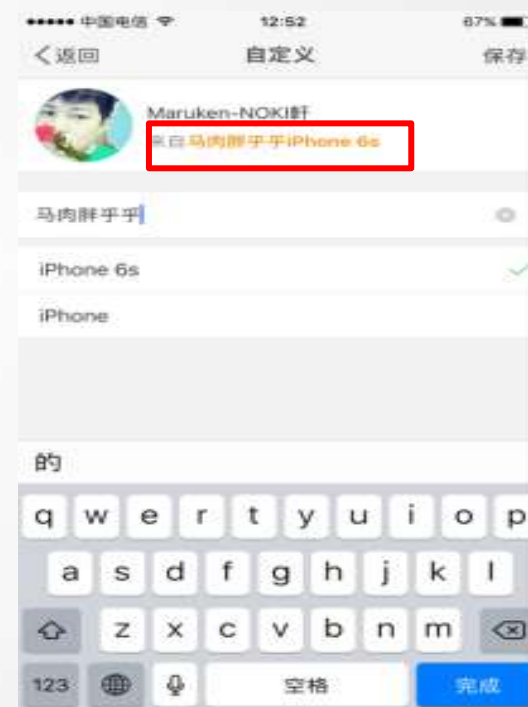 中国电信 12:52 67%
返回 自定义 保存
Maruken-NOKI軒
来自马肉胖乎乎iPhone 6s
马肉胖乎乎
iPhone 6s
iPhone
的
q w e r t y u i o p
a s d f g h j k l
z x c v b n m
123 空格 完成